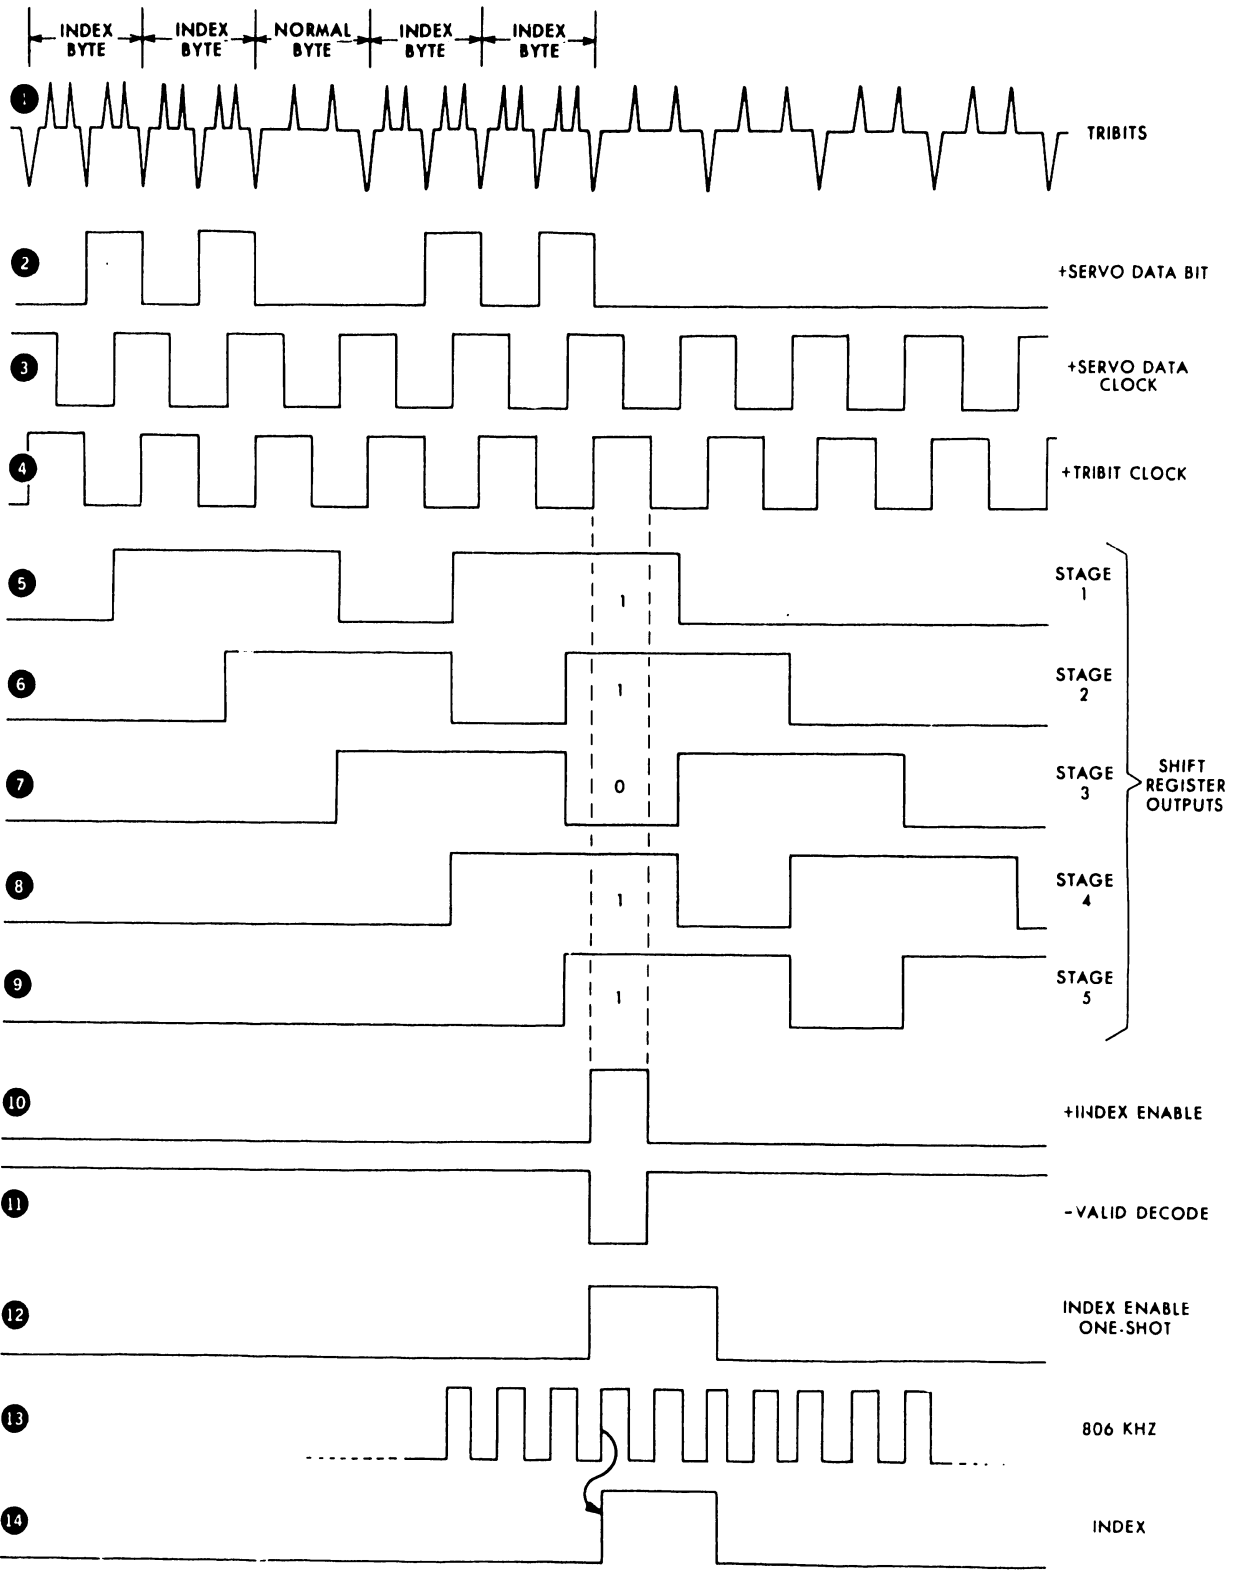 INDEX BYTE
INDEX BYTE
NORMAL BYTE
INDEX BYTE
INDEX BYTE
1
TRIBITS
2
+SERVO DATA BIT
3
+SERVO DATA
CLOCK
4
+TRIBIT CLOCK
5
1
STAGE
1
6
1
STAGE
2
7
0
STAGE
3
SHIFT
REGISTER
OUTPUTS
8
1
STAGE
4
9
1
STAGE
5
10
+INDEX ENABLE
11
-VALID DECODE
12
INDEX ENABLE
ONE-SHOT
13
806 KHZ
14
INDEX